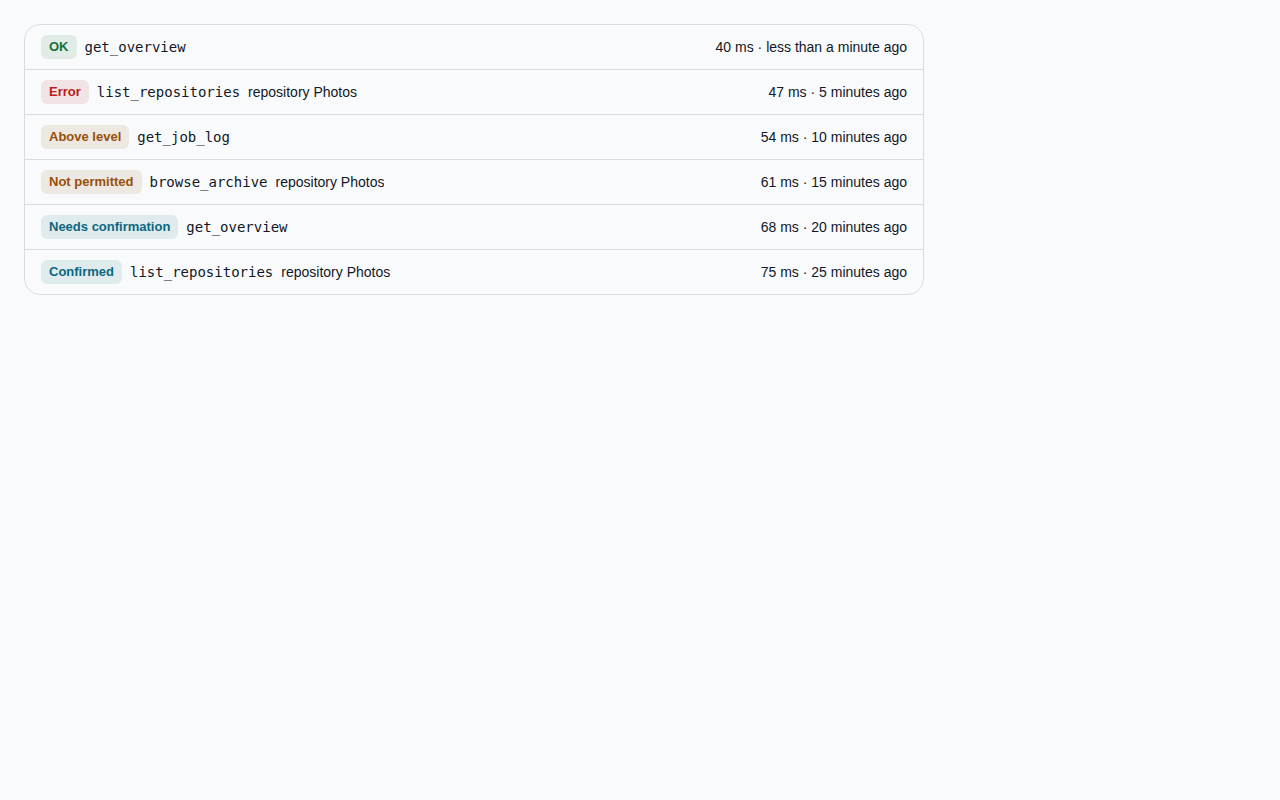 OK get_overview 40 ms · less than a minute ago
Error list_repositories repository Photos 47 ms · 5 minutes ago
Above level get_job_log 54 ms · 10 minutes ago
Not permitted browse_archive repository Photos 61 ms · 15 minutes ago
Needs confirmation get_overview 68 ms · 20 minutes ago
Confirmed list_repositories repository Photos 75 ms · 25 minutes ago